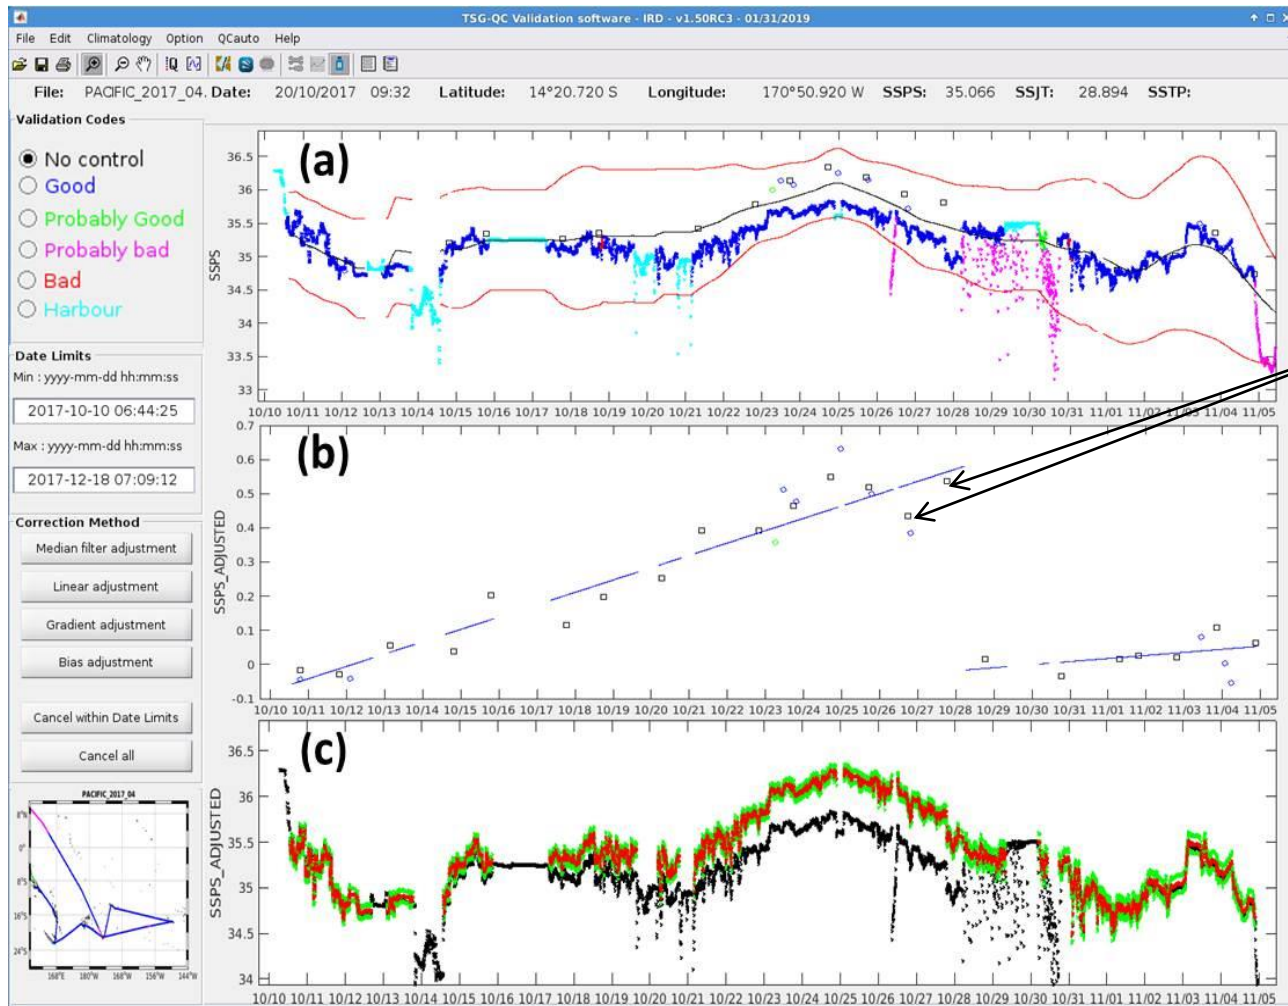 TSG-QC Validation software - IRD - v1.50RC3 - 01/31/2019
File Edit Climatology Option QCauto Help
File: PACIFIC_2017_04. Date: 20/10/2017 09:32 Latitude: 14°20.720 S Longitude: 170°50.920 W SSPS: 35.066 SSJT: 28.894 SSTP:
Validation Codes
No control
Good
Probably Good
Probably bad
Bad
Harbour
Date Limits
Min : yyyy-mm-dd hh:mm:ss
2017-10-10 06:44:25
Max : yyyy-mm-dd hh:mm:ss
2017-12-18 07:09:12
Correction Method
Median filter adjustment
Linear adjustment
Gradient adjustment
Bias adjustment
Cancel within Date Limits
Cancel all
PACIFIC_2017_04
8°N
0°
8°S
16°S
24°S
168°E 180°W 168°W 156°W 144°W
(a)
SSPS
36.5
36
35.5
35
34.5
34
33.5
33
10/10 10/11 10/12 10/13 10/14 10/15 10/16 10/17 10/18 10/19 10/20 10/21 10/22 10/23 10/24 10/25 10/26 10/27 10/28 10/29 10/30 10/31 11/01 11/02 11/03 11/04 11/05
(b)
SSPS_ADJUSTED
0.7
0.6
0.5
0.4
0.3
0.2
0.1
0
-0.1
10/10 10/11 10/12 10/13 10/14 10/15 10/16 10/17 10/18 10/19 10/20 10/21 10/22 10/23 10/24 10/25 10/26 10/27 10/28 10/29 10/30 10/31 11/01 11/02 11/03 11/04 11/05
(c)
SSPS_ADJUSTED
36.5
36
35.5
35
34.5
34
10/10 10/11 10/12 10/13 10/14 10/15 10/16 10/17 10/18 10/19 10/20 10/21 10/22 10/23 10/24 10/25 10/26 10/27 10/28 10/29 10/30 10/31 11/01 11/02 11/03 11/04 11/05